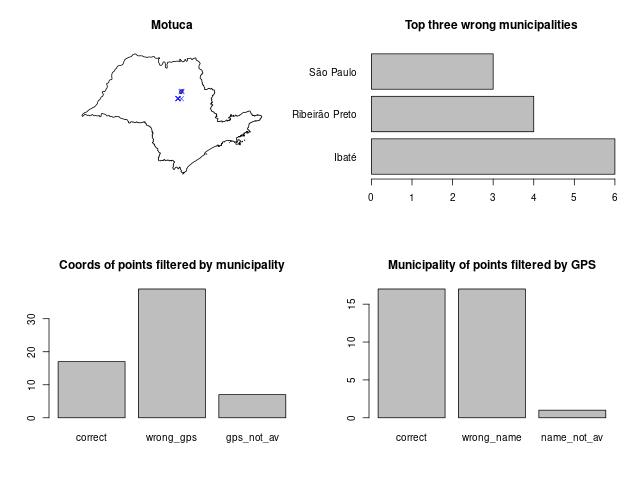 Motuca
Top three wrong municipalities
São Paulo
Ribeirão Preto
Ibaté
0 1 2 3 4 5 6
Coords of points filtered by municipality
30
20
10
0
correct wrong_gps gps_not_av
Municipality of points filtered by GPS
15
10
5
0
correct wrong_name name_not_av